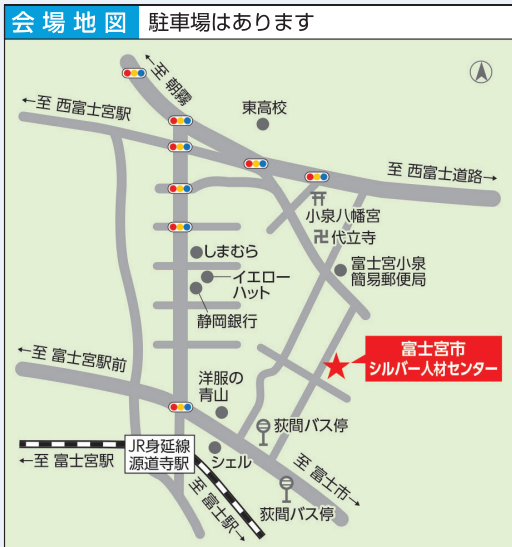 会場地図
駐車場はあります
←至 朝霧
←至 西富士宮駅
東高校
至 西富士道路→
小泉八幡宮
代立寺
しまむら
富士宮小泉
簡易郵便局
イエロー
ハット
静岡銀行
富士宮市
シルバー人材センター
←至 富士宮駅前
洋服の
青山
荻間バス停
JR身延線
源道寺駅
←至 富士宮駅
シェル
至 富士市→
至 富士駅→
荻間バス停